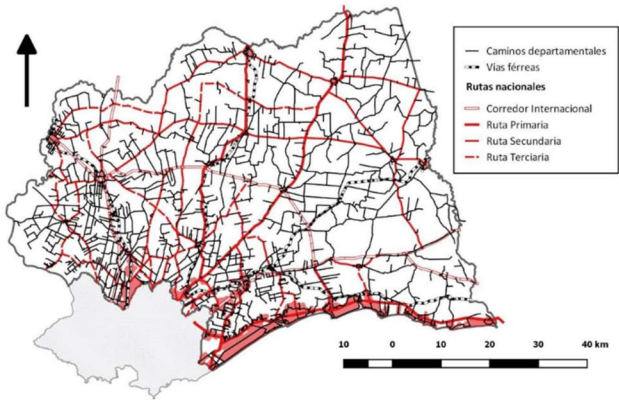 Caminos departamentales
Vías férreas
Rutas nacionales
Corredor Internacional
Ruta Primaria
Ruta Secundaria
Ruta Terciaria
10 0 10 20 30 40 km